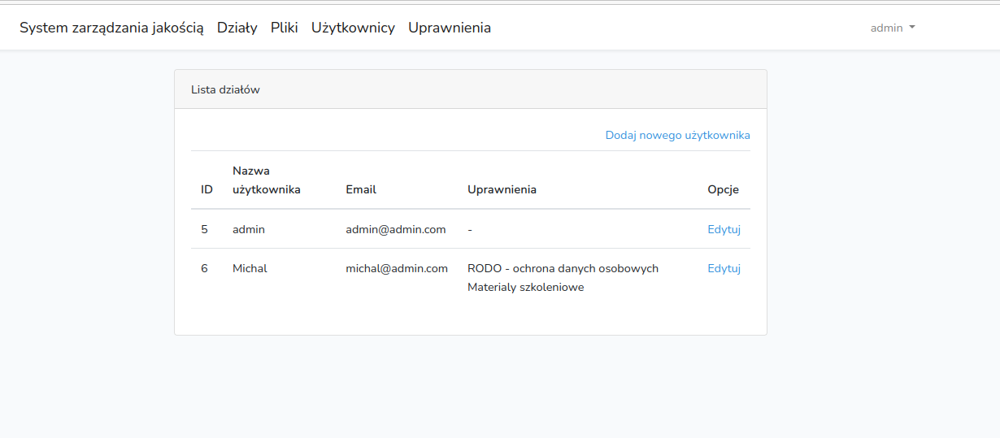 System zarządzania jakością Działy Pliki Użytkownicy Uprawnienia admin
Lista działów
Dodaj nowego użytkownika
ID Nazwa użytkownika Email Uprawnienia Opcje
5 admin admin@admin.com - Edytuj
6 Michal michal@admin.com RODO - ochrona danych osobowych Edytuj
Materialy szkoleniowe